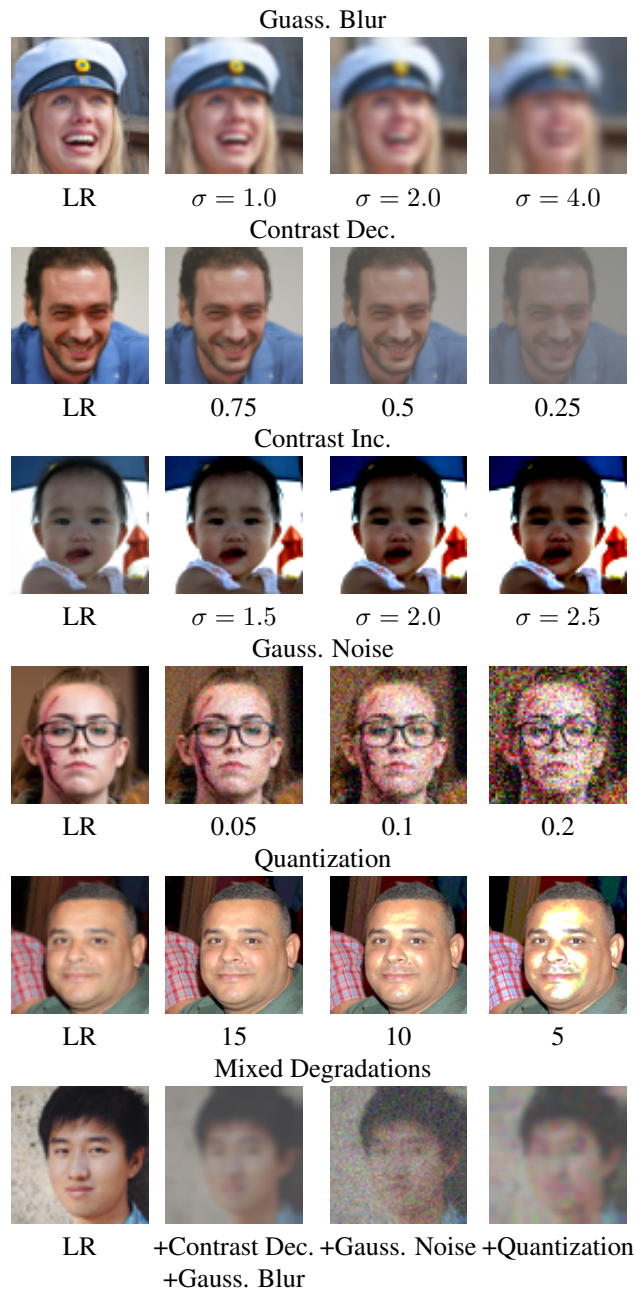 Guass. Blur
LR σ = 1.0 σ = 2.0 σ = 4.0
Contrast Dec.
LR 0.75 0.5 0.25
Contrast Inc.
LR σ = 1.5 σ = 2.0 σ = 2.5
Gauss. Noise
LR 0.05 0.1 0.2
Quantization
LR 15 10 5
Mixed Degradations
LR +Contrast Dec. +Gauss. Noise +Quantization
+Gauss. Blur